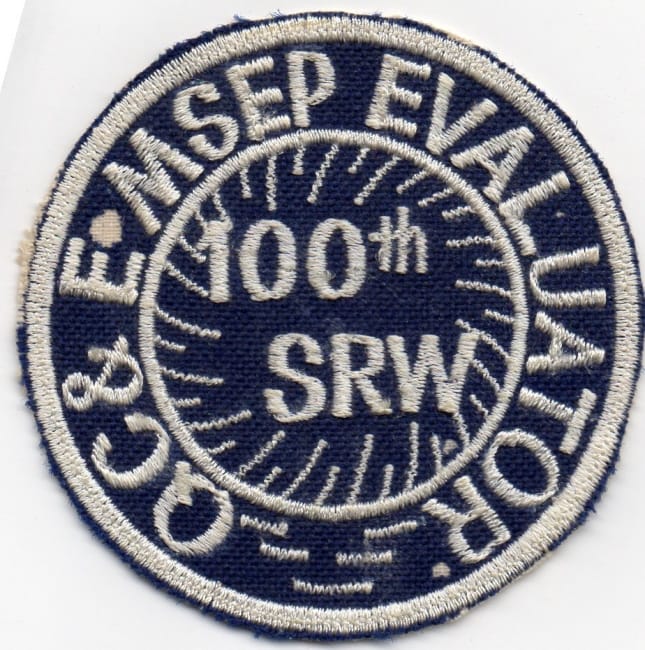 QC & E MSEP EVALUATOR
100th
SRW